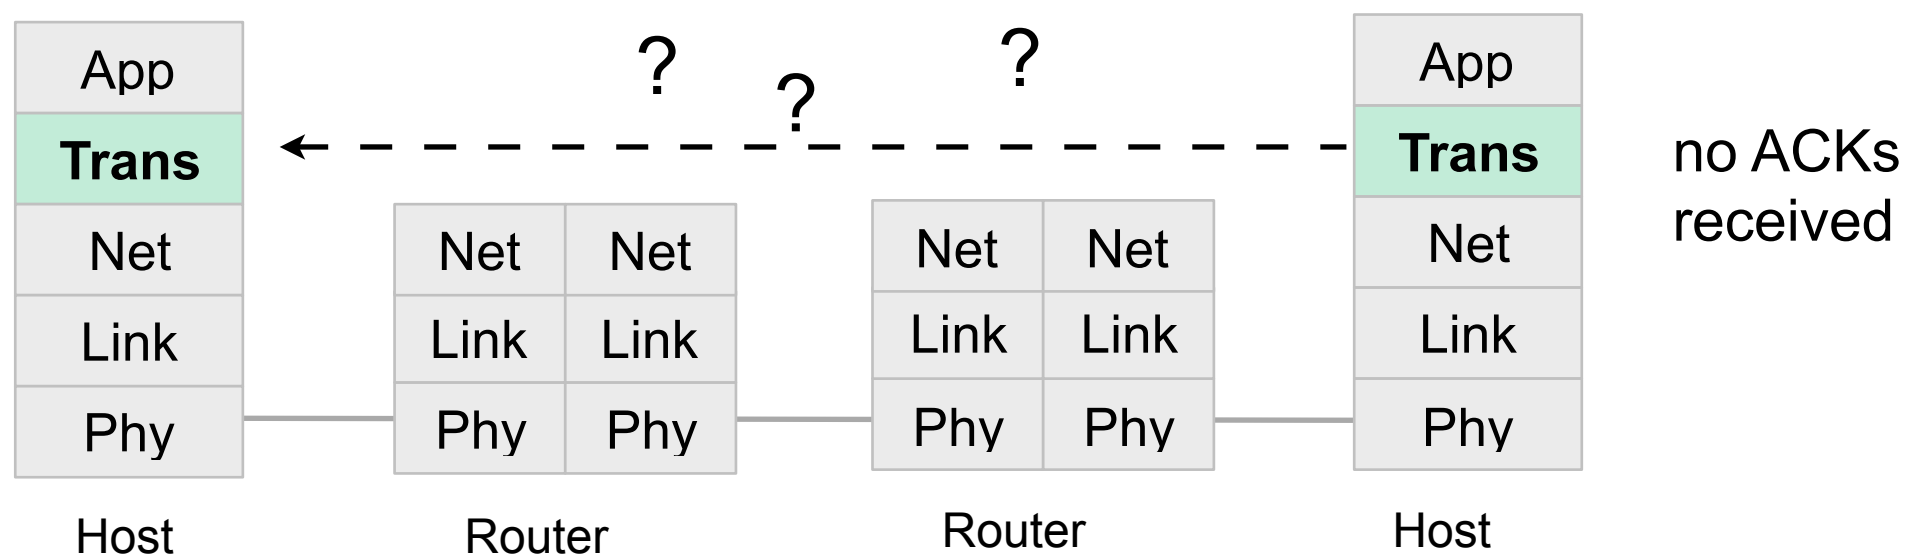 App
Trans
Net
Link
Phy
Host
? ? ?
Net Net
Link Link
Phy Phy
Router
Net Net
Link Link
Phy Phy
Router
App
Trans
Net
Link
Phy
Host
no ACKs
received